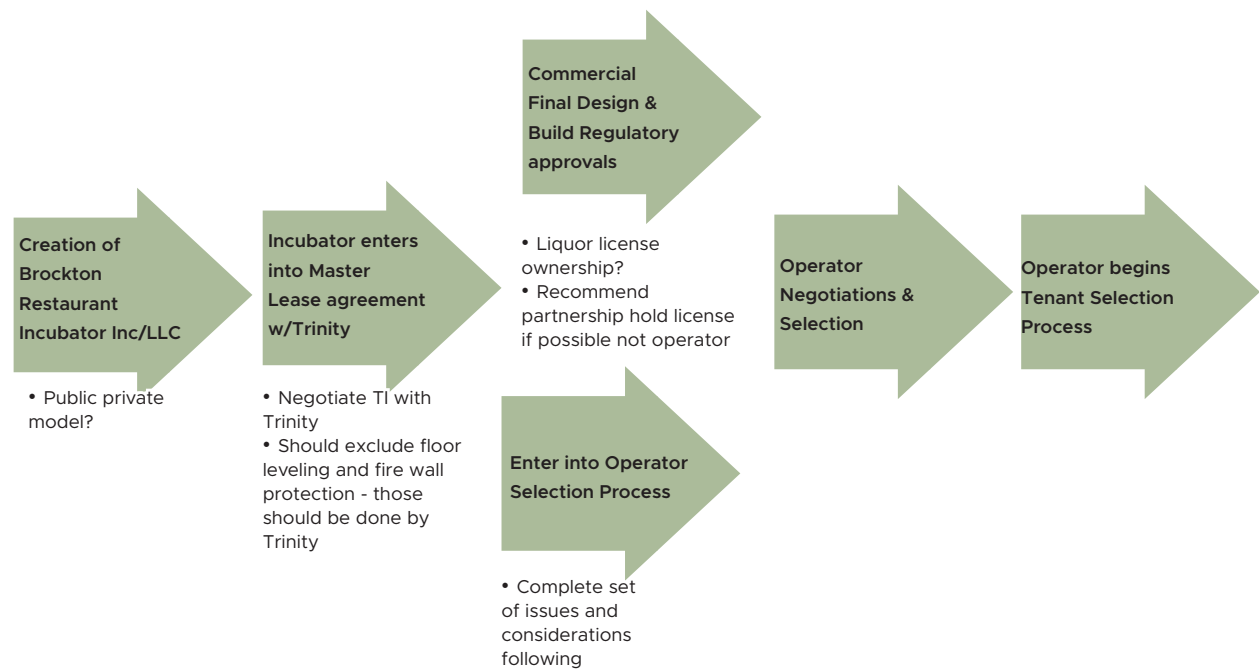 Creation of
Brockton
Restaurant
Incubator Inc/LLC
• Public private
model?
Incubator enters
into Master
Lease agreement
w/Trinity
• Negotiate TI with
Trinity
• Should exclude floor
leveling and fire wall
protection - those
should be done by
Trinity
Commercial
Final Design &
Build Regulatory
approvals
• Liquor license
ownership?
• Recommend
partnership hold license
if possible not operator
Enter into Operator
Selection Process
• Complete set
of issues and
considerations
following
Operator
Negotiations &
Selection
Operator begins
Tenant Selection
Process